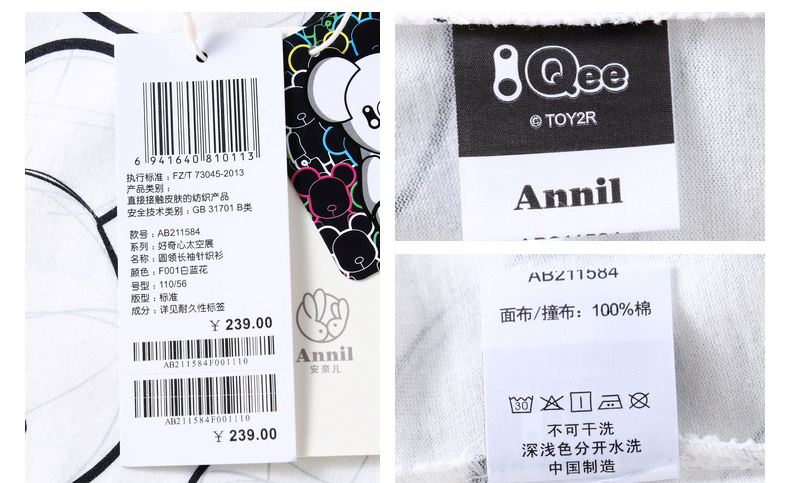 6 941640 810113
执行标准：FZ/T 73045-2013
产品类别：
直接接触皮肤的纺织产品
安全技术类别：GB 31701 B类
款号：AB211584
系列：好奇心太空展
名称：圆领长袖针织衫
颜色：F001白蓝花
号型：110/56
版型：标准
成分：详见耐久性标签
￥ 239.00
AB211584F001110
AB211584F001110
￥ 239.00
Annil
安奈儿
Qee
© TOY2R
Annil
AB211584
面布/撞布：100%棉
30
不可干洗
深浅色分开水洗
中国制造